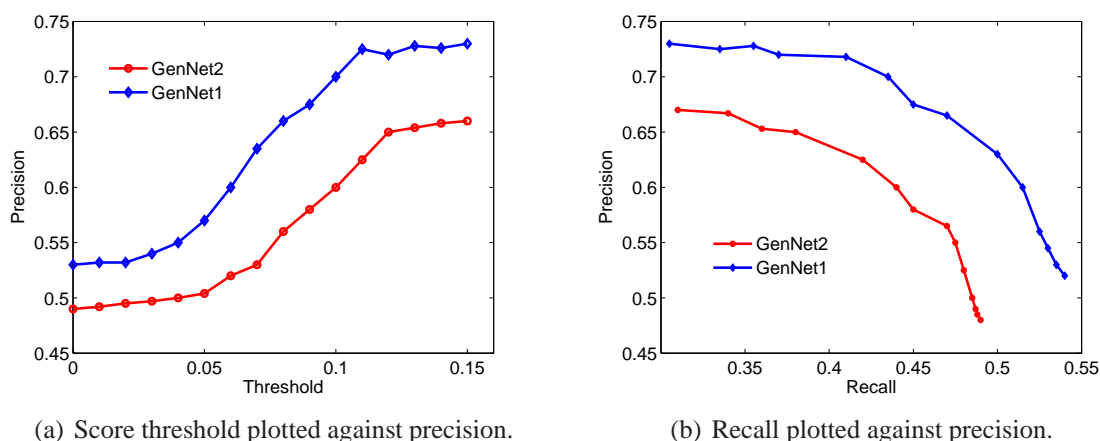 0.75
0.7
0.65
0.6
0.55
0.5
0.45
Precision
GenNet2
GenNet1
0 0.05 0.1 0.15
Threshold
(a) Score threshold plotted against precision.
0.75
0.7
0.65
0.6
0.55
0.5
0.45
Precision
GenNet2
GenNet1
0.35 0.4 0.45 0.5 0.55
Recall
(b) Recall plotted against precision.